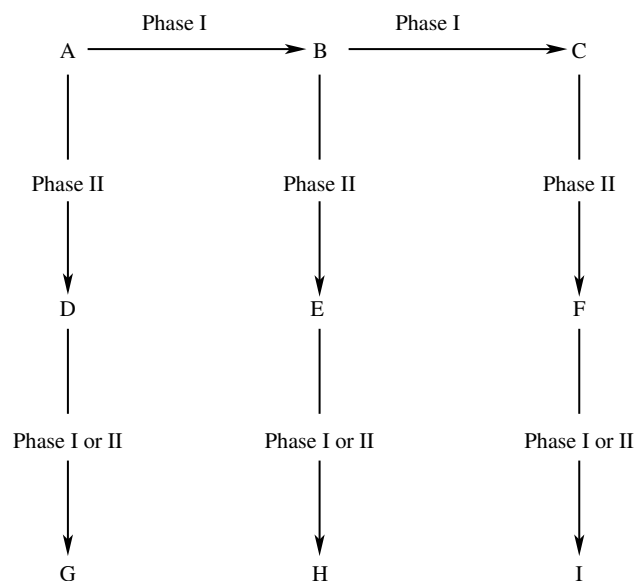 Phase I Phase I
A B C
Phase II Phase II Phase II
D E F
Phase I or II Phase I or II Phase I or II
G H I